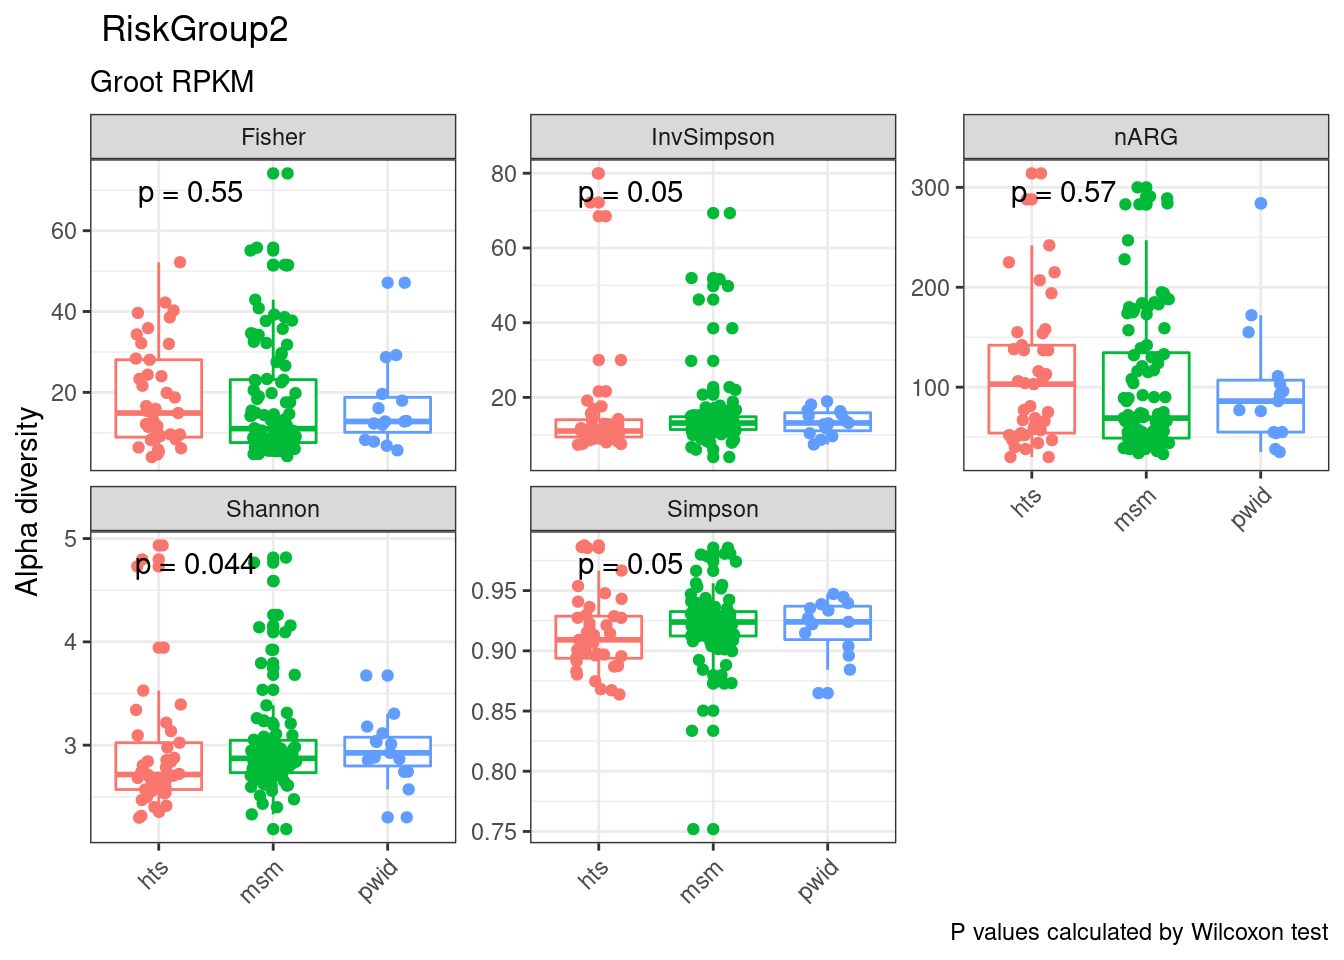 RiskGroup2
Groot RPKM
Alpha diversity
Fisher
p = 0.55
60
40
20
InvSimpson
p = 0.05
80
60
40
20
nARG
p = 0.57
300
200
100
hts
msm
pwid
Shannon
p = 0.044
5
4
3
hts
msm
pwid
Simpson
p = 0.05
0.95
0.90
0.85
0.80
0.75
hts
msm
pwid
P values calculated by Wilcoxon test